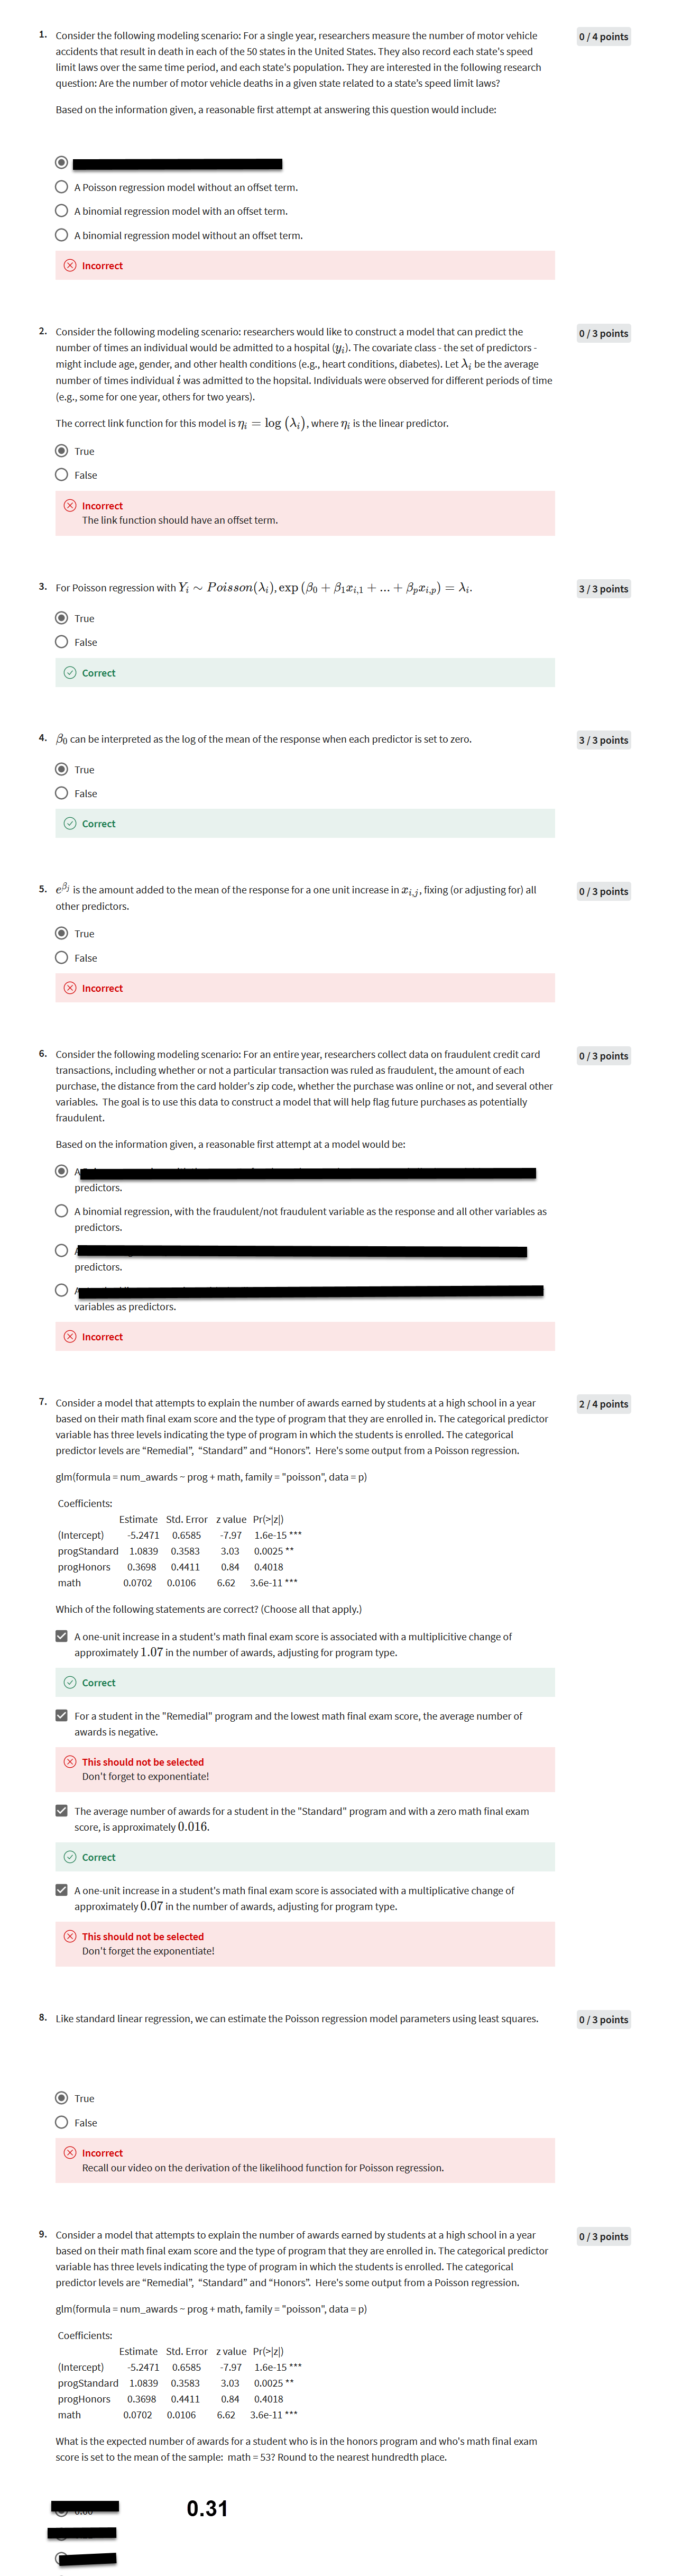 1. Consider the following modeling scenario: For a single year, researchers measure the number of motor vehicle
0 / 4 points
accidents that result in death in each of the 50 states in the United States. They also record each state's speed
limit laws over the same time period, and each state's population. They are interested in the following research
question: Are the number of motor vehicle deaths in a given state related to a state's speed limit laws?
Based on the information given, a reasonable first attempt at answering this question would include:
A Poisson regression model without an offset term.
A binomial regression model with an offset term.
A binomial regression model without an offset term.
Incorrect
2. Consider the following modeling scenario: researchers would like to construct a model that can predict the
0 / 3 points
number of times an individual would be admitted to a hospital (yᵢ). The covariate class - the set of predictors -
might include age, gender, and other health conditions (e.g., heart conditions, diabetes). Let λᵢ be the average
number of times individual i was admitted to the hopsital. Individuals were observed for different periods of time
(e.g., some for one year, others for two years).
The correct link function for this model is ηᵢ = log (λᵢ), where ηᵢ is the linear predictor.
True
False
Incorrect
The link function should have an offset term.
3. For Poisson regression with Yᵢ ∼ Poisson(λᵢ), exp (β₀ + β₁xᵢ,₁ + ... + βₚxᵢ,ₚ) = λᵢ.
3 / 3 points
True
False
Correct
4. β₀ can be interpreted as the log of the mean of the response when each predictor is set to zero.
3 / 3 points
True
False
Correct
5. e^βⱼ is the amount added to the mean of the response for a one unit increase in xᵢ,ⱼ, fixing (or adjusting for) all
0 / 3 points
other predictors.
True
False
Incorrect
6. Consider the following modeling scenario: For an entire year, researchers collect data on fraudulent credit card
0 / 3 points
transactions, including whether or not a particular transaction was ruled as fraudulent, the amount of each
purchase, the distance from the card holder's zip code, whether the purchase was online or not, and several other
variables. The goal is to use this data to construct a model that will help flag future purchases as potentially
fraudulent.
Based on the information given, a reasonable first attempt at a model would be:
A
predictors.
A binomial regression, with the fraudulent/not fraudulent variable as the response and all other variables as
predictors.
predictors.
variables as predictors.
Incorrect
7. Consider a model that attempts to explain the number of awards earned by students at a high school in a year
2 / 4 points
based on their math final exam score and the type of program that they are enrolled in. The categorical predictor
variable has three levels indicating the type of program in which the students is enrolled. The categorical
predictor levels are “Remedial”, “Standard” and “Honors”. Here's some output from a Poisson regression.
glm(formula = num_awards ~ prog + math, family = "poisson", data = p)
Coefficients:
Estimate Std. Error z value Pr(>|z|)
(Intercept) -5.2471 0.6585 -7.97 1.6e-15 ***
progStandard 1.0839 0.3583 3.03 0.0025 **
progHonors 0.3698 0.4411 0.84 0.4018
math 0.0702 0.0106 6.62 3.6e-11 ***
Which of the following statements are correct? (Choose all that apply.)
A one-unit increase in a student's math final exam score is associated with a multiplicitive change of
approximately 1.07 in the number of awards, adjusting for program type.
Correct
For a student in the "Remedial" program and the lowest math final exam score, the average number of
awards is negative.
This should not be selected
Don't forget to exponentiate!
The average number of awards for a student in the "Standard" program and with a zero math final exam
score, is approximately 0.016.
Correct
A one-unit increase in a student's math final exam score is associated with a multiplicative change of
approximately 0.07 in the number of awards, adjusting for program type.
This should not be selected
Don't forget the exponentiate!
8. Like standard linear regression, we can estimate the Poisson regression model parameters using least squares.
0 / 3 points
True
False
Incorrect
Recall our video on the derivation of the likelihood function for Poisson regression.
9. Consider a model that attempts to explain the number of awards earned by students at a high school in a year
0 / 3 points
based on their math final exam score and the type of program that they are enrolled in. The categorical predictor
variable has three levels indicating the type of program in which the students is enrolled. The categorical
predictor levels are “Remedial”, “Standard” and “Honors”. Here's some output from a Poisson regression.
glm(formula = num_awards ~ prog + math, family = "poisson", data = p)
Coefficients:
Estimate Std. Error z value Pr(>|z|)
(Intercept) -5.2471 0.6585 -7.97 1.6e-15 ***
progStandard 1.0839 0.3583 3.03 0.0025 **
progHonors 0.3698 0.4411 0.84 0.4018
math 0.0702 0.0106 6.62 3.6e-11 ***
What is the expected number of awards for a student who is in the honors program and who's math final exam
score is set to the mean of the sample: math = 53? Round to the nearest hundredth place.
0.31